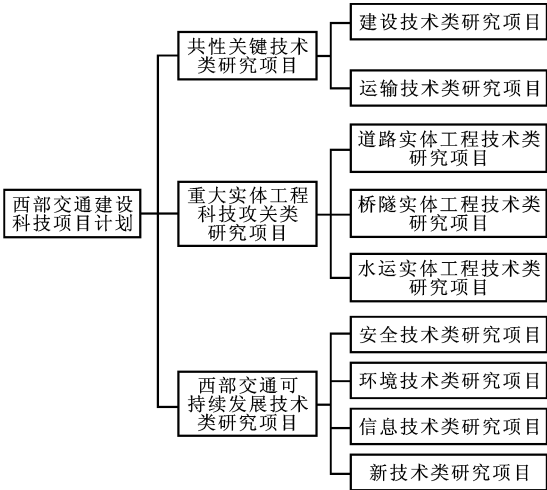 西部交通建设
科技项目计划
共性关键技术
类研究项目
建设技术类研究项目
运输技术类研究项目
重大实体工程
科技攻关类
研究项目
道路实体工程技术类
研究项目
桥隧实体工程技术类
研究项目
水运实体工程技术类
研究项目
西部交通可
持续发展技术
类研究项目
安全技术类研究项目
环境技术类研究项目
信息技术类研究项目
新技术类研究项目